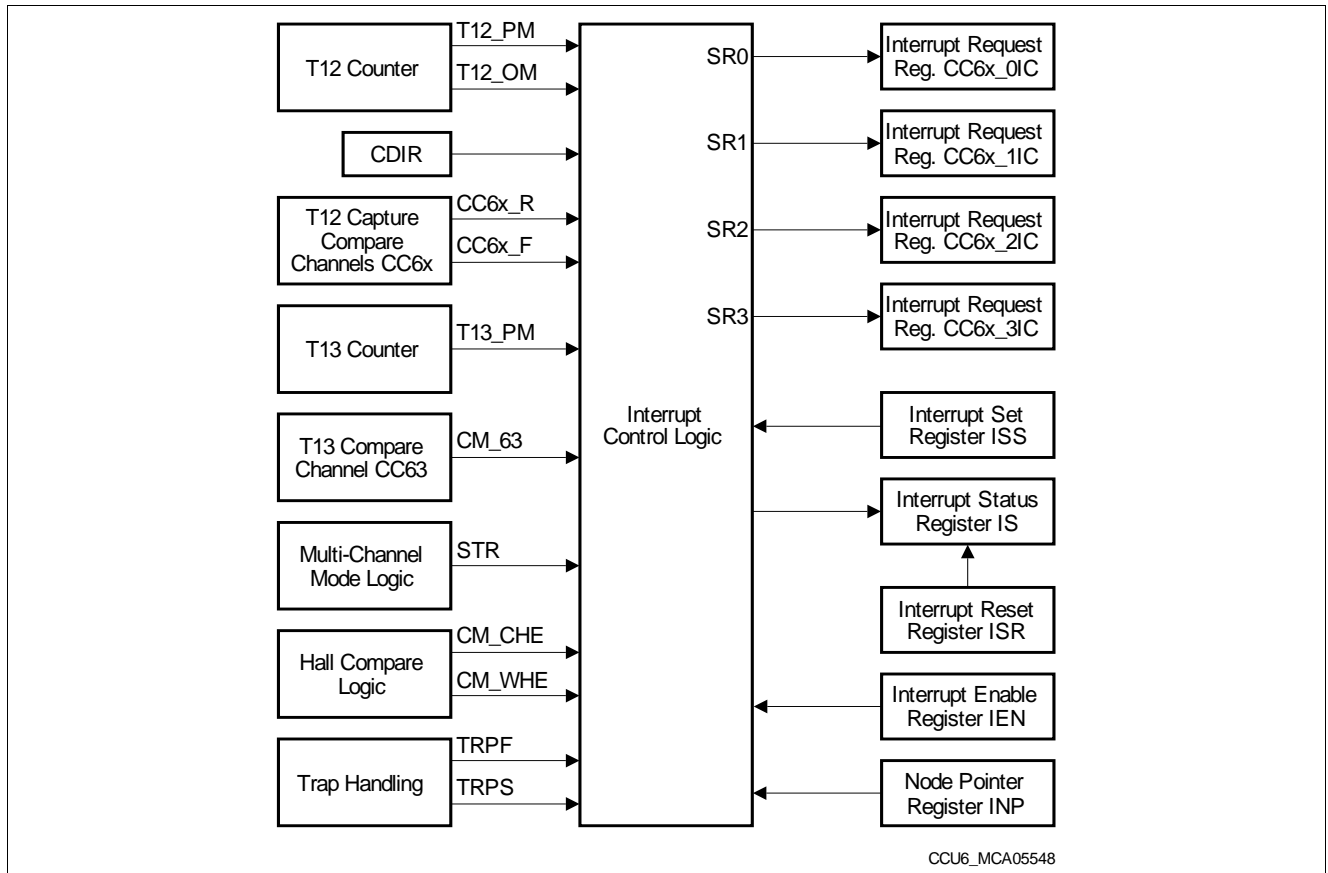 T12 Counter
T12_PM
T12_OM
CDIR
T12 Capture
Compare
Channels CC6x
CC6x_R
CC6x_F
T13 Counter
T13_PM
T13 Compare
Channel CC63
CM_63
Multi-Channel
Mode Logic
STR
Hall Compare
Logic
CM_CHE
CM_WHE
Trap Handling
TRPF
TRPS
Interrupt
Control Logic
SR0
SR1
SR2
SR3
Interrupt Request
Reg. CC6x_0IC
Interrupt Request
Reg. CC6x_1IC
Interrupt Request
Reg. CC6x_2IC
Interrupt Request
Reg. CC6x_3IC
Interrupt Set
Register ISS
Interrupt Status
Register IS
Interrupt Reset
Register ISR
Interrupt Enable
Register IEN
Node Pointer
Register INP
CCU6_MCA05548